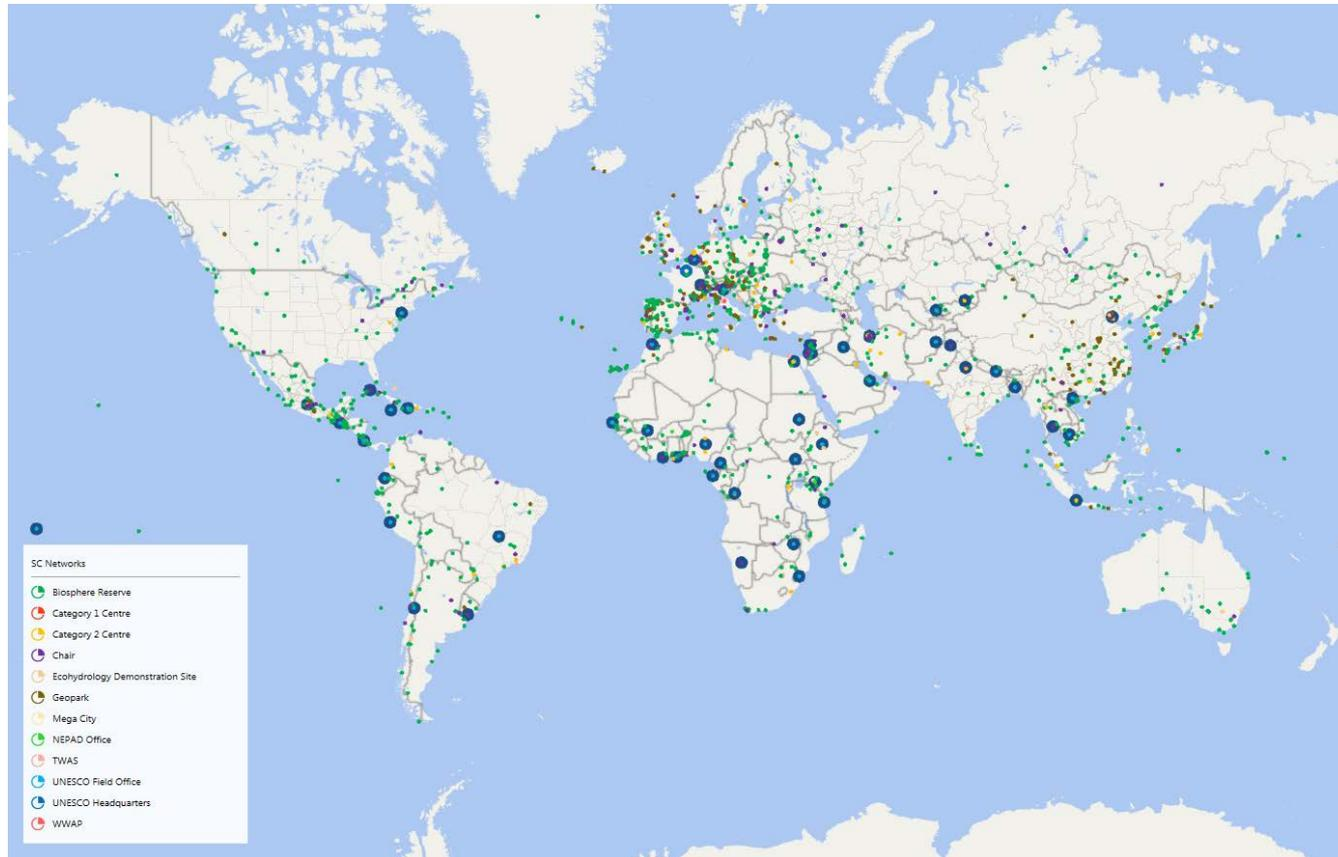 SC Networks
Biosphere Reserve
Category 1 Centre
Category 2 Centre
Chair
Ecohydrology Demonstration Site
Geopark
Mega City
NEPAD Office
TWAS
UNESCO Field Office
UNESCO Headquarters
WWAP